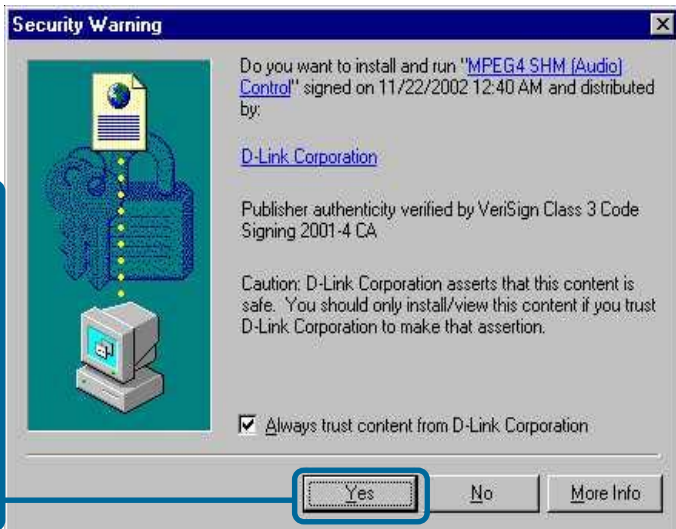 Security Warning
Do you want to install and run "MPEG4 SHM (Audio)
Control" signed on 11/22/2002 12:40 AM and distributed
by:
D-Link Corporation
Publisher authenticity verified by VeriSign Class 3 Code
Signing 2001-4 CA
Caution: D-Link Corporation asserts that this content is
safe. You should only install/view this content if you trust
D-Link Corporation to make that assertion.
Always trust content from D-Link Corporation
Yes
No
More Info